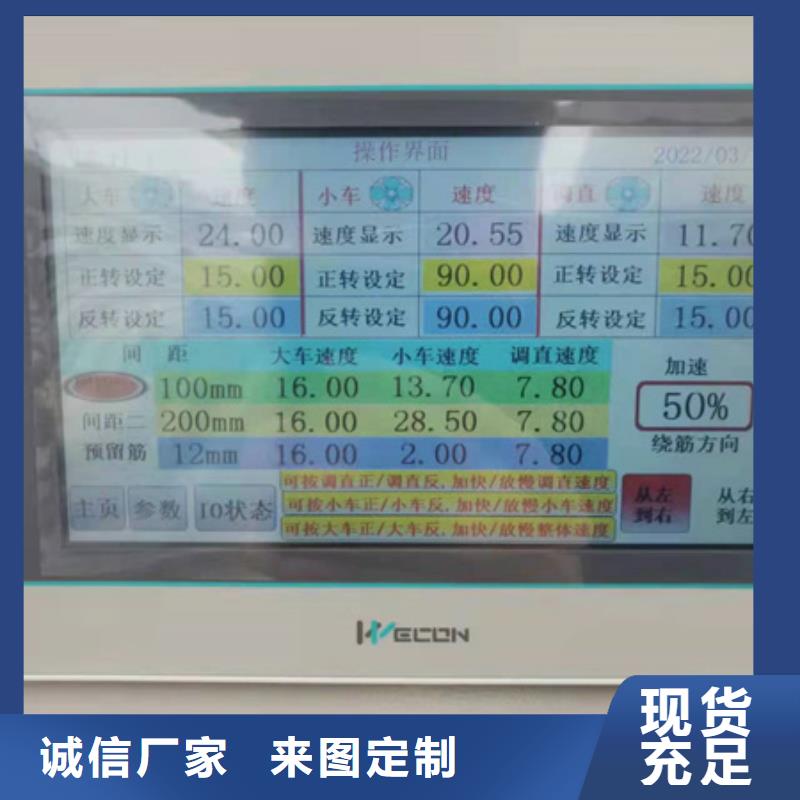 操作界面 2022/03/
大车 速度 小车 速度 调直 速度
速度显示 24.00 速度显示 20.55 速度显示 11.70
正转设定 15.00 正转设定 90.00 正转设定 15.00
反转设定 15.00 反转设定 90.00 反转设定 15.00
间 距 大车速度 小车速度 调直速度
100mm 16.00 13.70 7.80
间距二 200mm 16.00 28.50 7.80
预留筋 12mm 16.00 2.00 7.80
加速
50%
绕筋方向
可按调直正/调直反,加快/放慢调直速度
可按小车正/小车反,加快/放慢小车速度
可按大车正/大车反,加快/放慢整体速度
主页 参数 IO状态
从左
到右
从右
到左
WECON
诚信厂家 来图定制
现货
充足